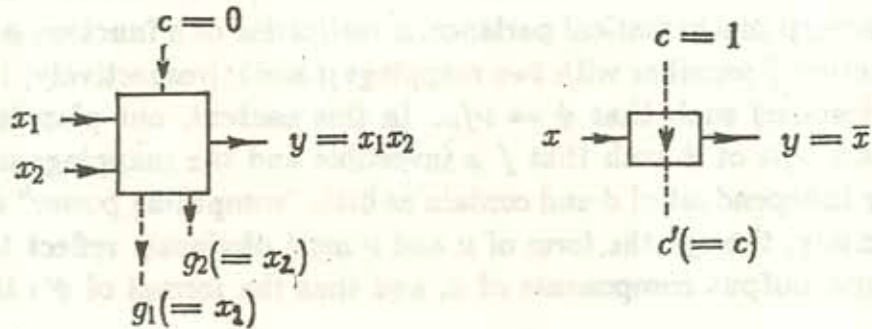 c = 0
x₁
x₂
y = x₁x₂
g₂(= x₂)
g₁(= x₁)
c = 1
x
y = x̅
c′(= c)